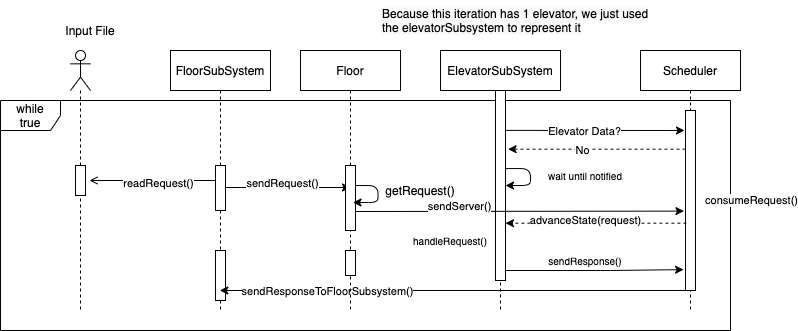 Because this iteration has 1 elevator, we just used
the elevatorSubsystem to represent it
Input File
FloorSubSystem
Floor
ElevatorSubSystem
Scheduler
while
true
Elevator Data?
No
readRequest()
sendRequest()
wait until notified
getRequest()
consumeRequest()
sendServer()
advanceState(request)
handleRequest()
sendResponse()
sendResponseToFloorSubsystem()